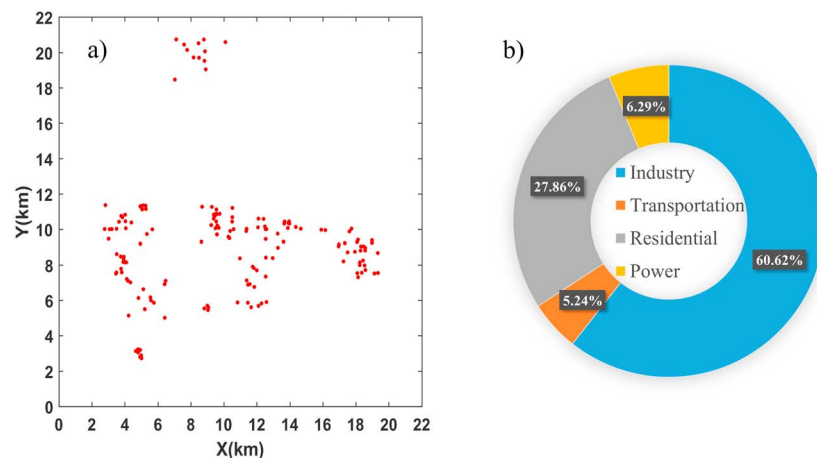 a)
22
20
18
16
14
12
10
8
6
4
2
0
Y(km)
0 2 4 6 8 10 12 14 16 18 20 22
X(km)
b)
6.29%
27.86%
Industry
Transportation
Residential
Power
60.62%
5.24%